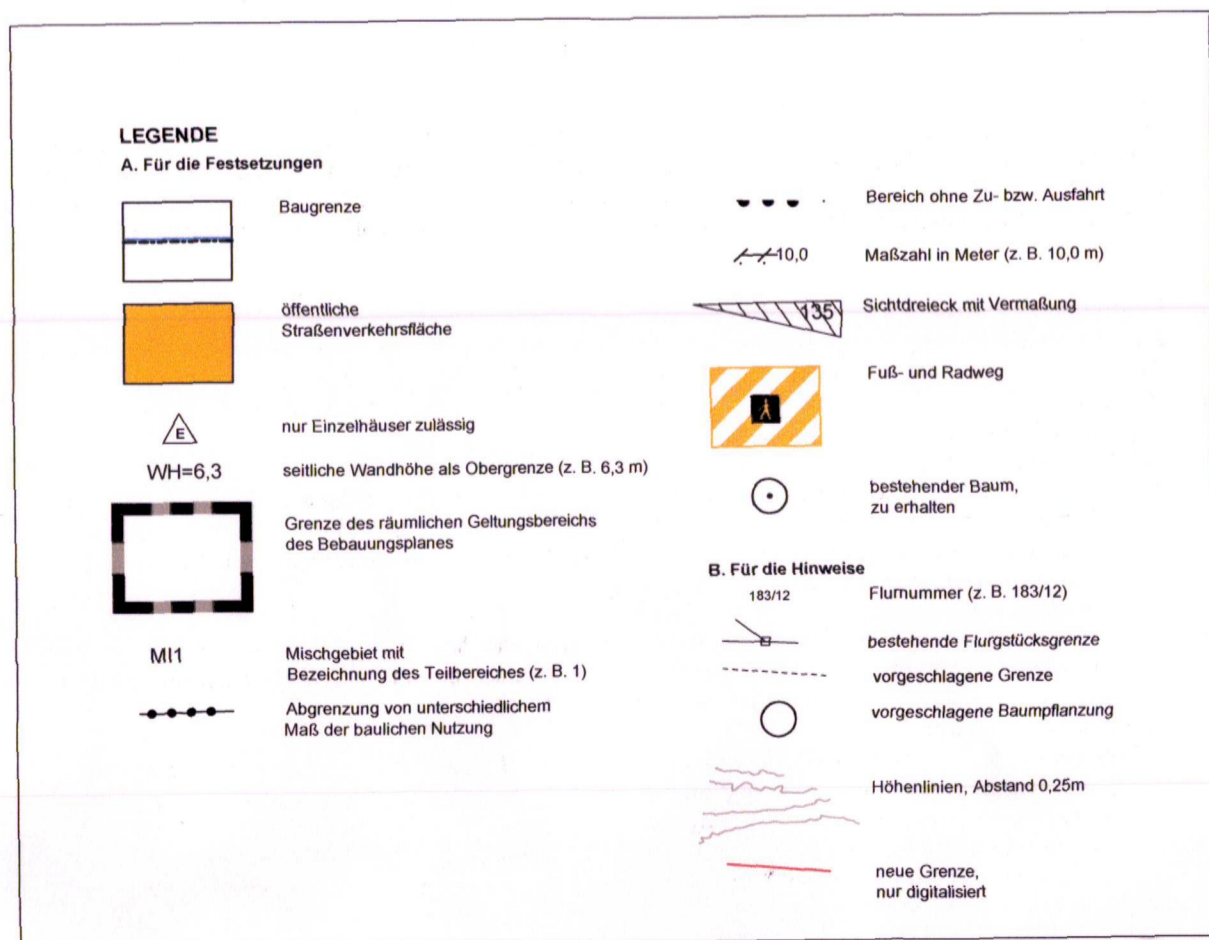 LEGENDE
A. Für die Festsetzungen
Baugrenze
öffentliche
Straßenverkehrsfläche
E
nur Einzelhäuser zulässig
WH=6,3
seitliche Wandhöhe als Obergrenze (z. B. 6,3 m)
Grenze des räumlichen Geltungsbereichs
des Bebauungsplanes
MI1
Mischgebiet mit
Bezeichnung des Teilbereiches (z. B. 1)
Abgrenzung von unterschiedlichem
Maß der baulichen Nutzung
Bereich ohne Zu- bzw. Ausfahrt
10,0
Maßzahl in Meter (z. B. 10,0 m)
135
Sichtdreieck mit Vermaßung
Fuß- und Radweg
bestehender Baum,
zu erhalten
B. Für die Hinweise
183/12
Flurnummer (z. B. 183/12)
bestehende Flurgstücksgrenze
vorgeschlagene Grenze
vorgeschlagene Baumpflanzung
Höhenlinien, Abstand 0,25m
neue Grenze,
nur digitalisiert